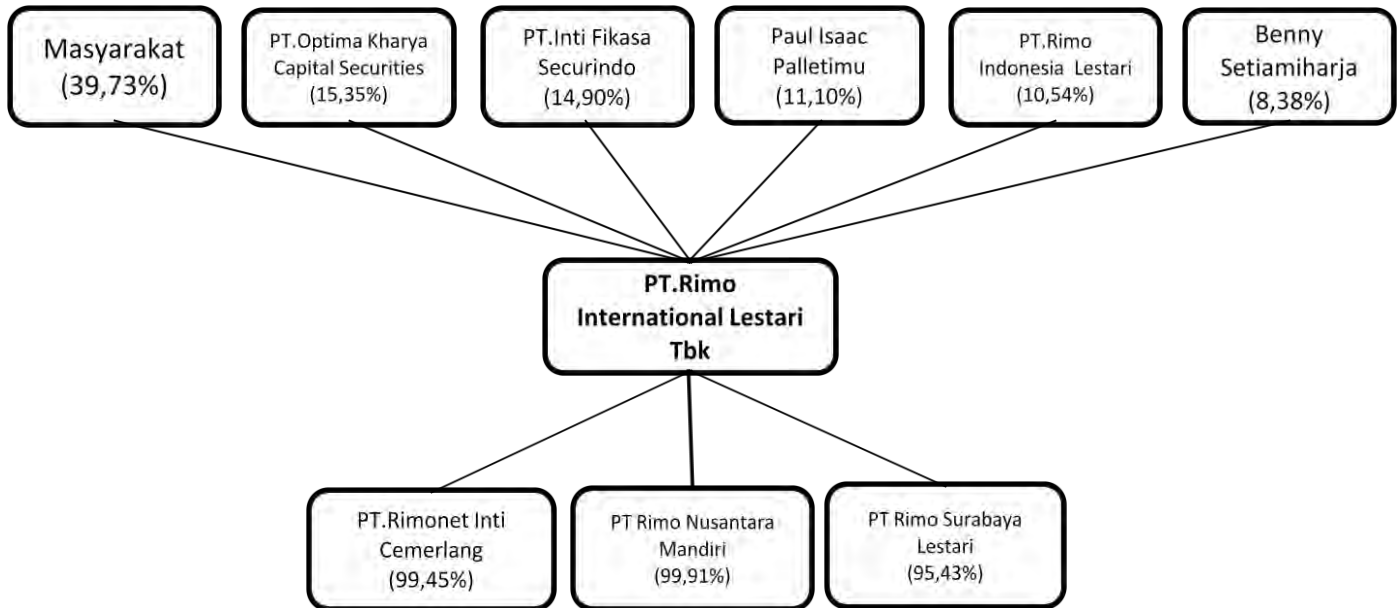 Masyarakat
(39,73%)
PT.Optima Kharya
Capital Securities
(15,35%)
PT.Inti Fikasa
Securindo
(14,90%)
Paul Isaac
Palletimu
(11,10%)
PT.Rimo
Indonesia Lestari
(10,54%)
Benny
Setiamiharja
(8,38%)
PT.Rimo
International Lestari
Tbk
PT.Rimonet Inti
Cemerlang
(99,45%)
PT Rimo Nusantara
Mandiri
(99,91%)
PT Rimo Surabaya
Lestari
(95,43%)